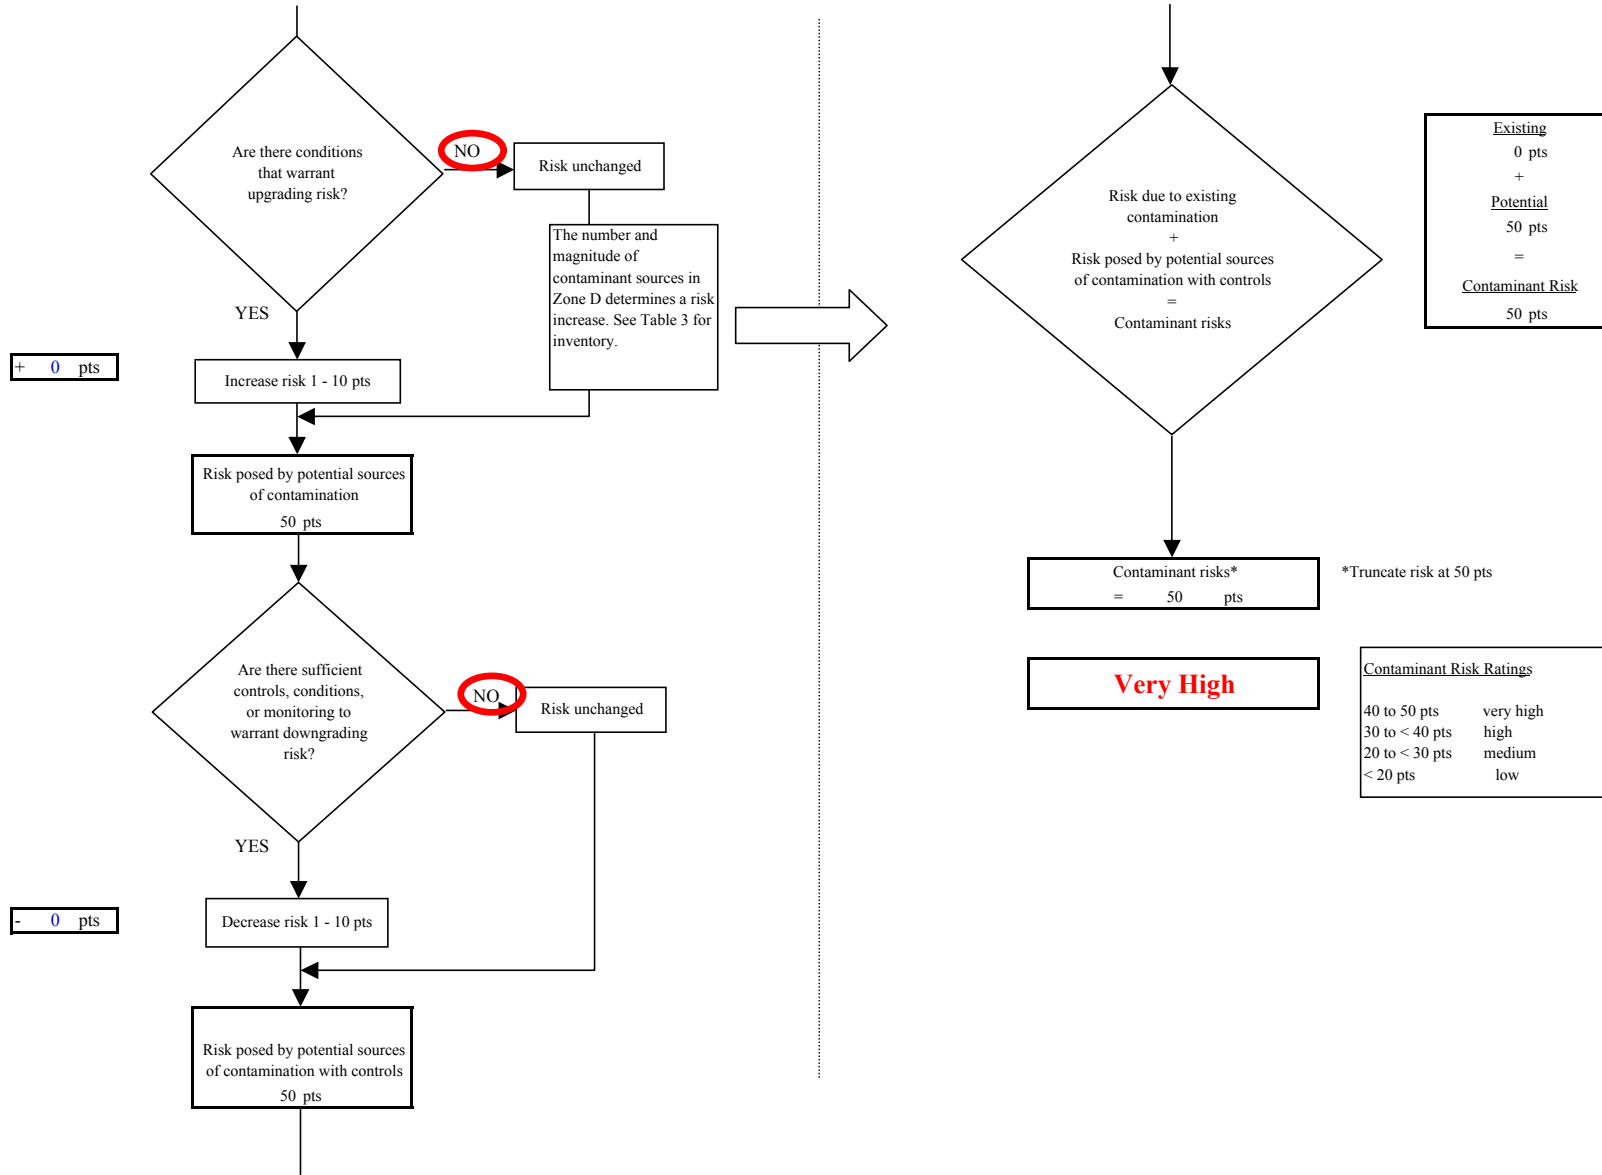 Are there conditions
that warrant
upgrading risk?
NO
Risk unchanged
The number and
magnitude of
contaminant sources in
Zone D determines a risk
increase. See Table 3 for
inventory.
YES
+ 0 pts
Increase risk 1 - 10 pts
Risk posed by potential sources
of contamination
50 pts
Are there sufficient
controls, conditions,
or monitoring to
warrant downgrading
risk?
NO
Risk unchanged
YES
- 0 pts
Decrease risk 1 - 10 pts
Risk posed by potential sources
of contamination with controls
50 pts
Risk due to existing
contamination
+
Risk posed by potential sources
of contamination with controls
=
Contaminant risks
Existing
0 pts
+
Potential
50 pts
=
Contaminant Risk
50 pts
Contaminant risks*
= 50 pts
*Truncate risk at 50 pts
Very High
Contaminant Risk Ratings
40 to 50 pts very high
30 to < 40 pts high
20 to < 30 pts medium
< 20 pts low